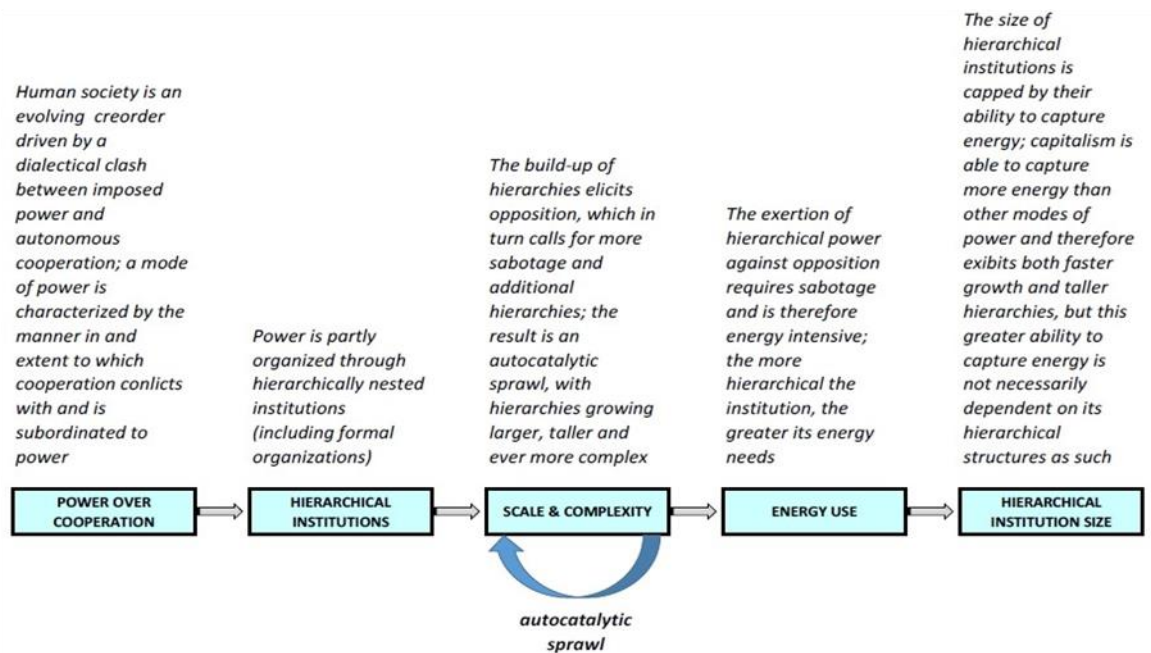 Human society is an
evolving creorder
driven by a
dialectical clash
between imposed
power and
autonomous
cooperation; a mode
of power is
characterized by the
manner in and
extent to which
cooperation conlicts
with and is
subordinated to
power
POWER OVER
COOPERATION
Power is partly
organized through
hierarchically nested
institutions
(including formal
organizations)
HIERARCHICAL
INSTITUTIONS
The build-up of
hierarchies elicits
opposition, which in
turn calls for more
sabotage and
additional
hierarchies; the
result is an
autocatalytic
sprawl, with
hierarchies growing
larger, taller and
ever more complex
SCALE & COMPLEXITY
autocatalytic
sprawl
The exertion of
hierarchical power
against opposition
requires sabotage
and is therefore
energy intensive;
the more
hierarchical the
institution, the
greater its energy
needs
ENERGY USE
The size of
hierarchical
institutions is
capped by their
ability to capture
energy; capitalism is
able to capture
more energy than
other modes of
power and therefore
exibits both faster
growth and taller
hierarchies, but this
greater ability to
capture energy is
not necessarily
dependent on its
hierarchical
structures as such
HIERARCHICAL
INSTITUTION SIZE